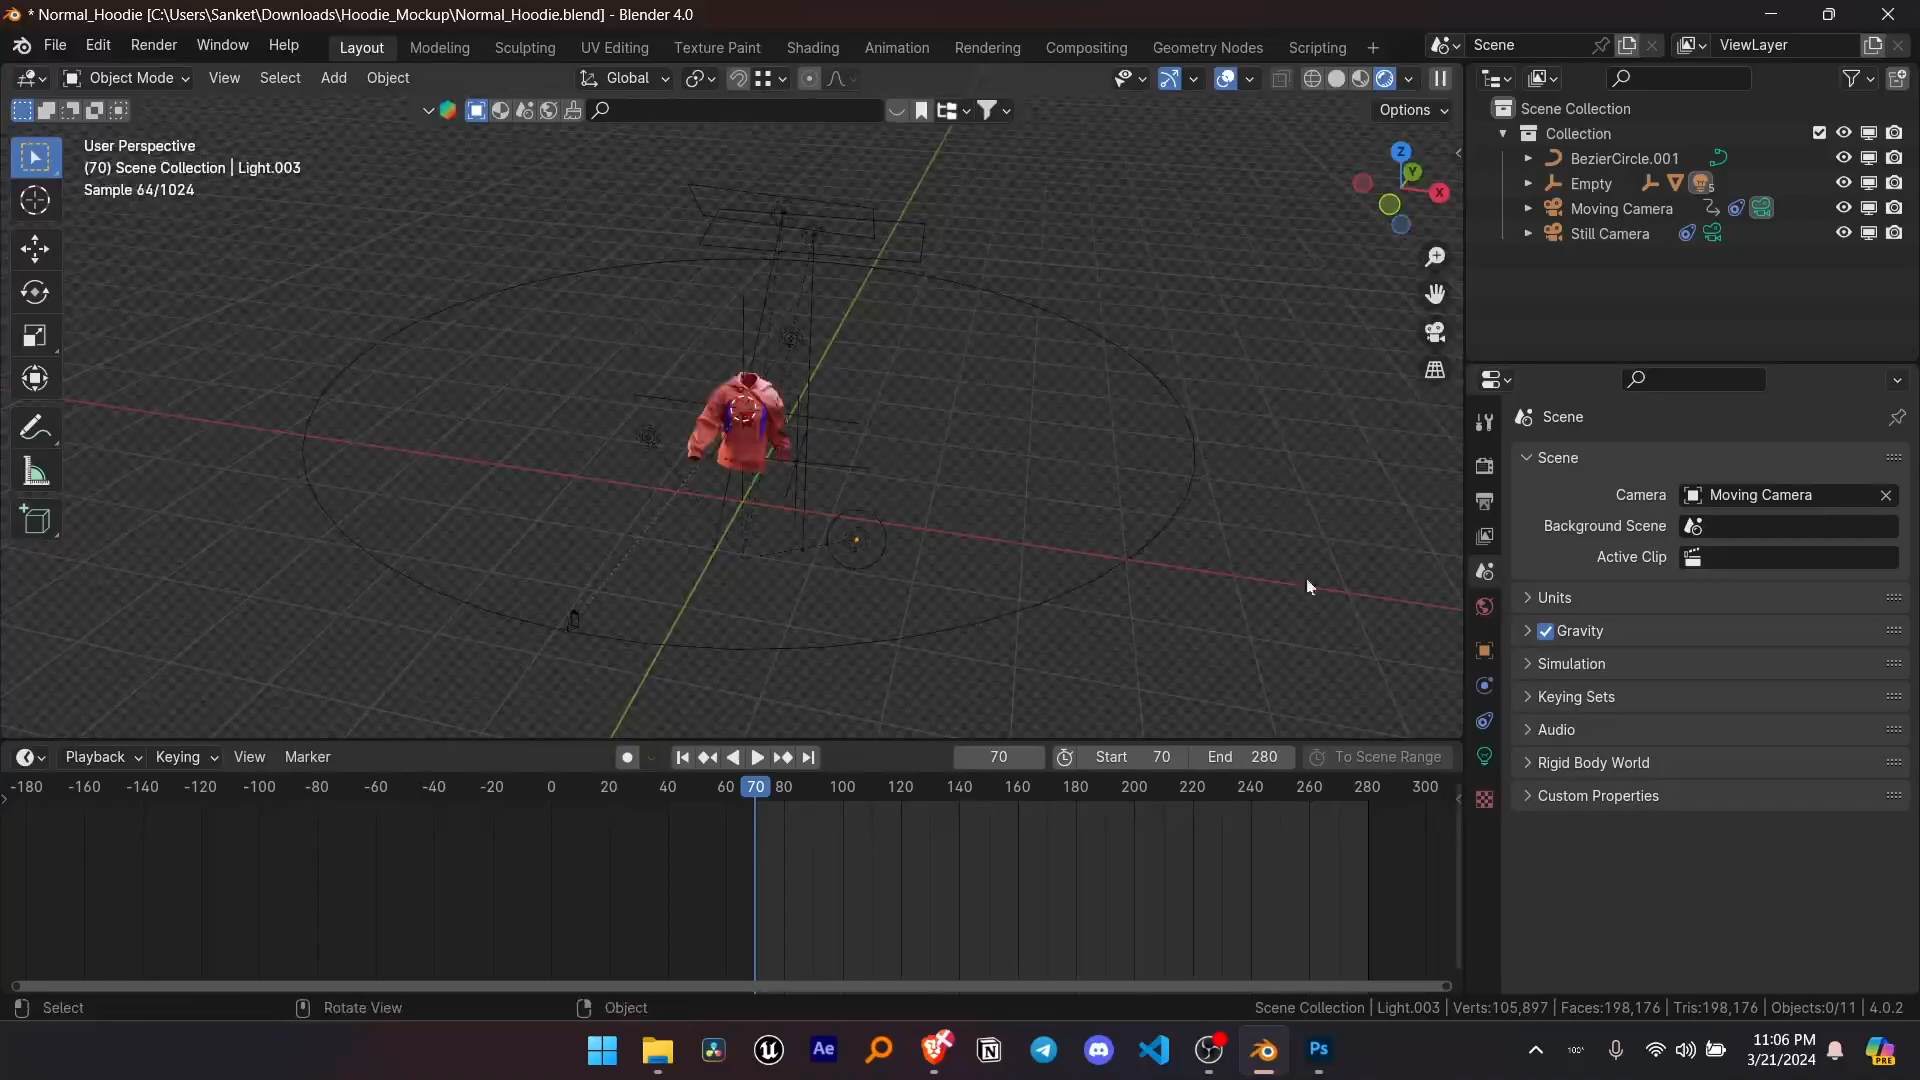 * Normal_Hoodie [C:\Users\Sanket\Downloads\Hoodie_Mockup\Normal_Hoodie.blend] - Blender 4.0
File Edit Render Window Help Layout Modeling Sculpting UV Editing Texture Paint Shading Animation Rendering Compositing Geometry Nodes Scripting + Scene ViewLayer
Object Mode View Select Add Object Global
Options
User Perspective
(70) Scene Collection | Light.003
Sample 64/1024
Z
Y
X
Scene Collection
Collection
BezierCircle.001
Empty 5
Moving Camera
Still Camera
Scene
Scene
Camera Moving Camera
Background Scene
Active Clip
Units
Gravity
Simulation
Keying Sets
Audio
Rigid Body World
Custom Properties
Playback Keying View Marker 70 Start 70 End 280 To Scene Range
-180 -160 -140 -120 -100 -80 -60 -40 -20 0 20 40 60 70 80 100 120 140 160 180 200 220 240 260 280 300
Select Rotate View Object Scene Collection | Light.003 | Verts:105,897 | Faces:198,176 | Tris:198,176 | Objects:0/11 | 4.0.2
Ae N Ps 100% 11:06 PM
3/21/2024 PRE